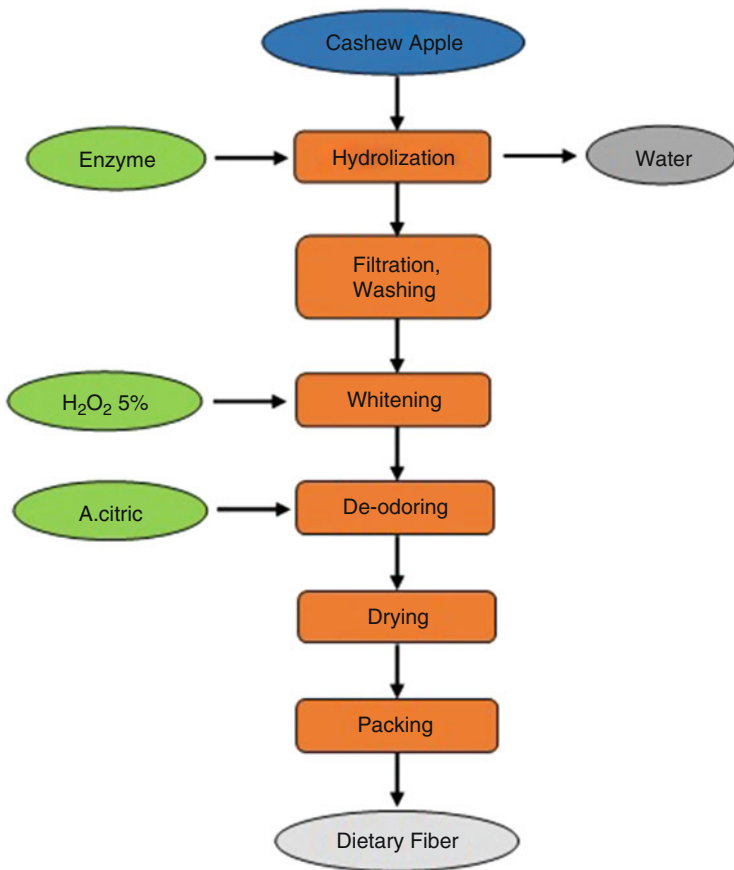 Cashew Apple
Enzyme
Hydrolization
Water
Filtration,
Washing
H₂O₂ 5%
Whitening
A.citric
De-odoring
Drying
Packing
Dietary Fiber